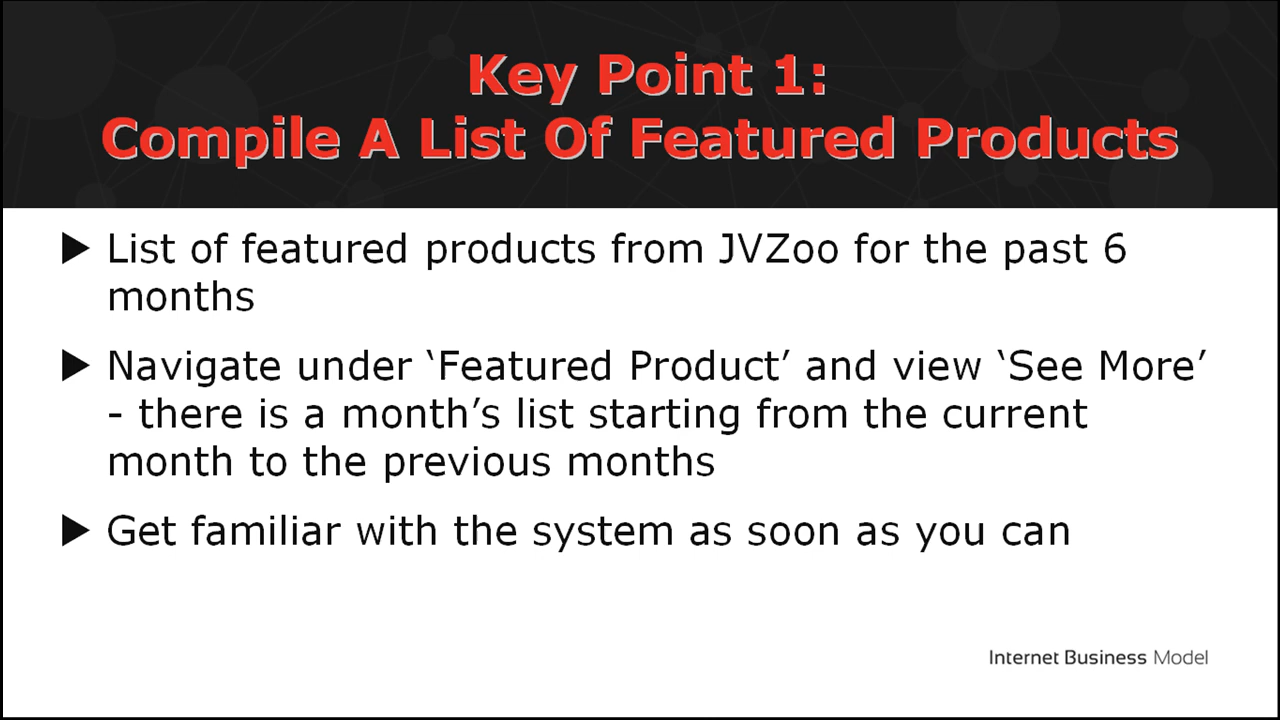 Key Point 1:
Compile A List Of Featured Products
▶ List of featured products from JVZoo for the past 6
months
▶ Navigate under ‘Featured Product’ and view ‘See More’
- there is a month’s list starting from the current
month to the previous months
▶ Get familiar with the system as soon as you can
Internet Business Model